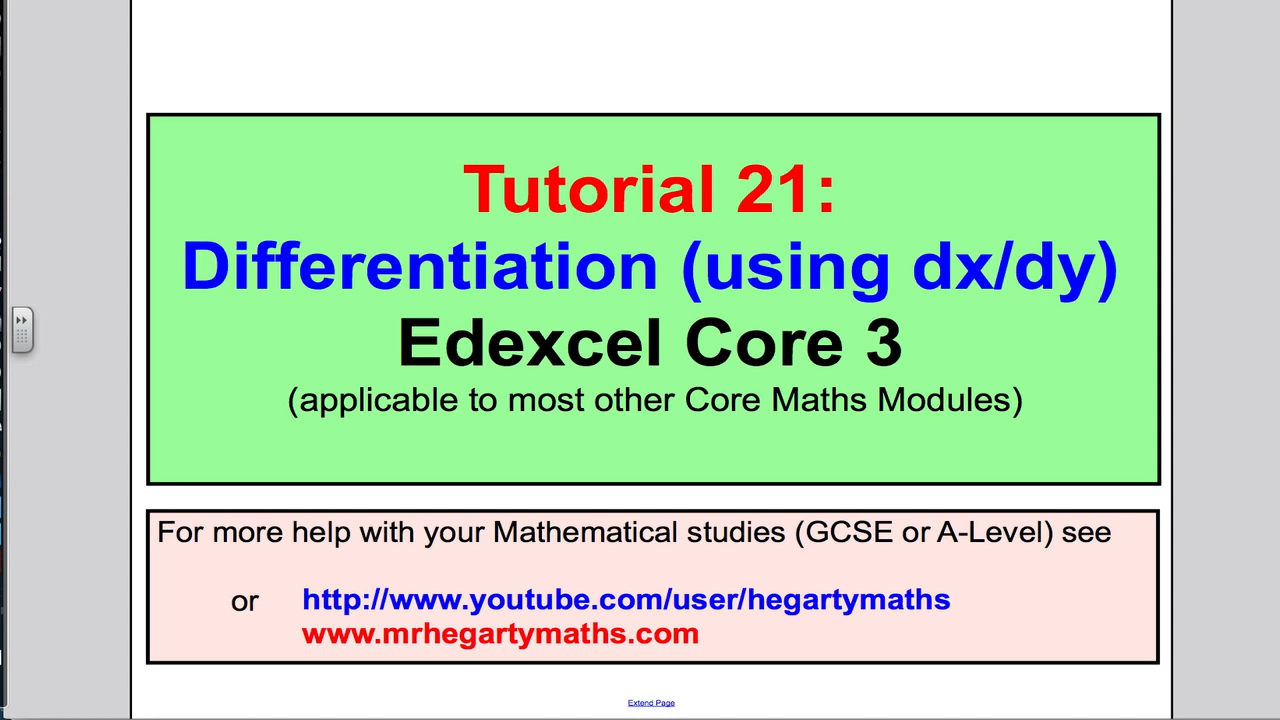 Tutorial 21:
Differentiation (using dx/dy)
Edexcel Core 3
(applicable to most other Core Maths Modules)
For more help with your Mathematical studies (GCSE or A-Level) see
or http://www.youtube.com/user/hegartymaths
www.mrhegartymaths.com
Extend Page